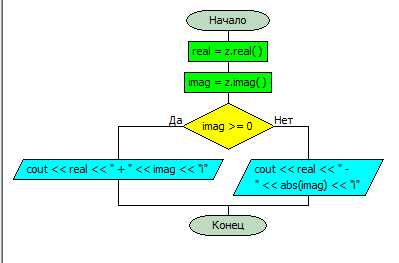 Начало
real = z.real( )
imag = z.imag( )
imag >= 0
Да
Нет
cout << real << " + " << imag << "i"
cout << real << " -
" << abs(imag) << "i"
Конец